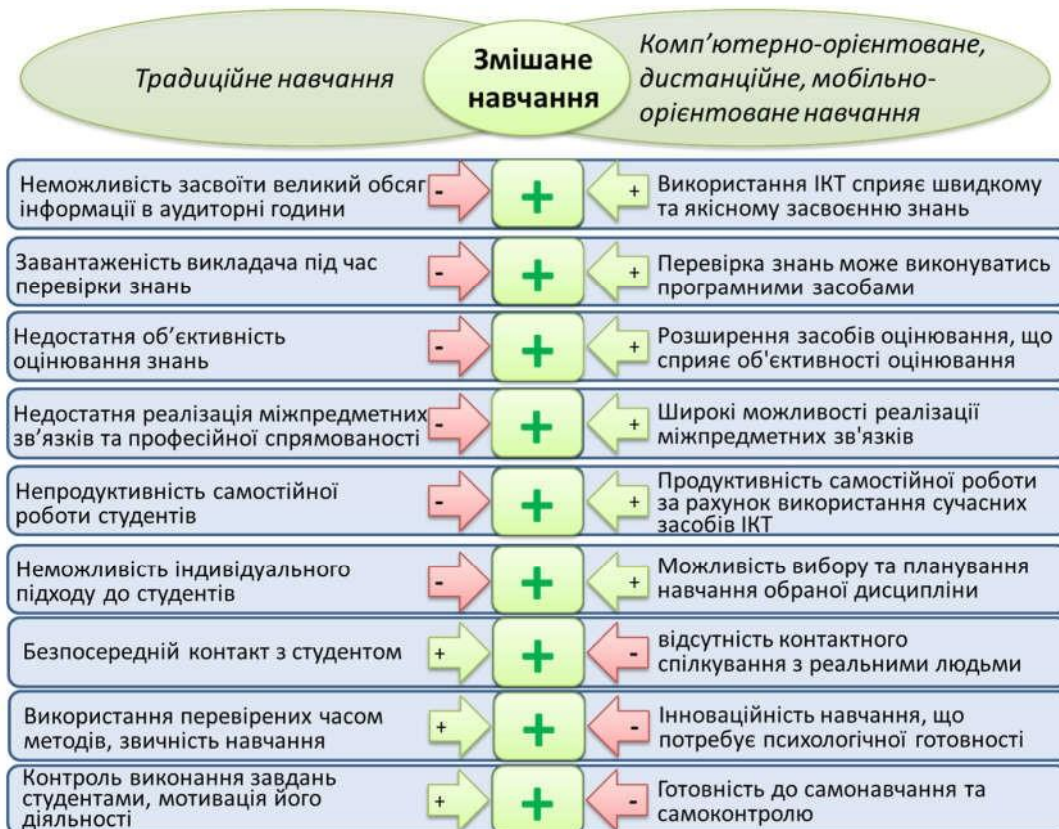 Традиційне навчання
Змішане
навчання
Комп’ютерно-орієнтоване,
дистанційне, мобільно-
орієнтоване навчання
Неможливість засвоїти великий обсяг
інформації в аудиторні години
-
+
+
Використання ІКТ сприяє швидкому
та якісному засвоєнню знань
Завантаженість викладача під час
перевірки знань
-
+
+
Перевірка знань може виконуватись
програмними засобами
Недостатня об’єктивність
оцінювання знань
-
+
+
Розширення засобів оцінювання, що
сприяє об'єктивності оцінювання
Недостатня реалізація міжпредметних
зв’язків та професійної спрямованості
-
+
+
Широкі можливості реалізації
міжпредметних зв'язків
Непродуктивність самостійної
роботи студентів
-
+
+
Продуктивність самостійної роботи
за рахунок використання сучасних
засобів ІКТ
Неможливість індивідуального
підходу до студентів
-
+
+
Можливість вибору та планування
навчання обраної дисципліни
Безпосередній контакт з студентом
+
+
-
відсутність контактного
спілкування з реальними людьми
Використання перевірених часом
методів, звичність навчання
+
+
-
Інноваційність навчання, що
потребує психологічної готовності
Контроль виконання завдань
студентами, мотивація його
діяльності
+
+
-
Готовність до самонавчання та
самоконтролю